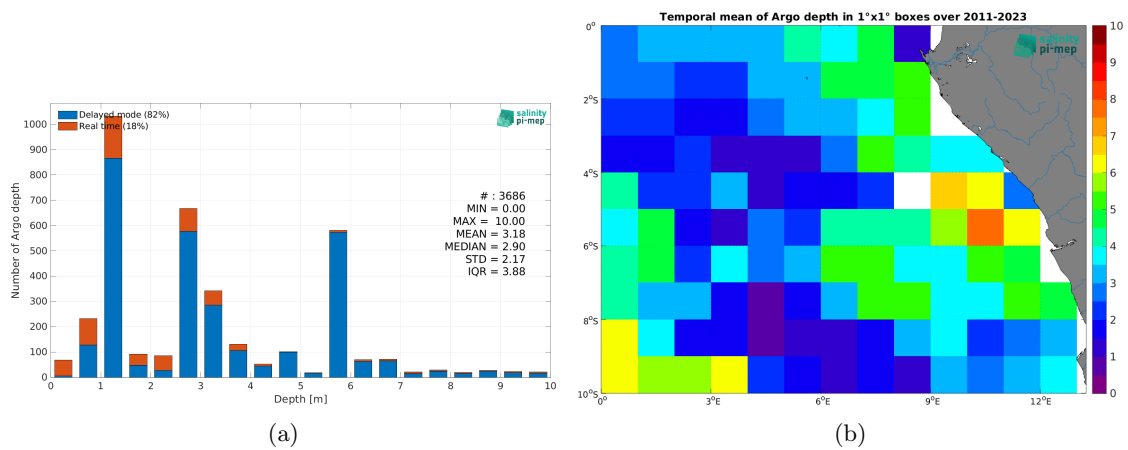 Temporal mean of Argo depth in 1°x1° boxes over 2011-2023
Delayed mode (82%)
Real time (18%)
salinity
pi-mep
# : 3686
MIN = 0.00
MAX = 10.00
MEAN = 3.18
MEDIAN = 2.90
STD = 2.17
IQR = 3.88
Number of Argo depth
1000
900
800
700
600
500
400
300
200
100
0
0 1 2 3 4 5 6 7 8 9 10
Depth [m]
(a)
salinity
pi-mep
0°
2°S
4°S
6°S
8°S
10°S
0° 3°E 6°E 9°E 12°E
10
9
8
7
6
5
4
3
2
1
0
(b)